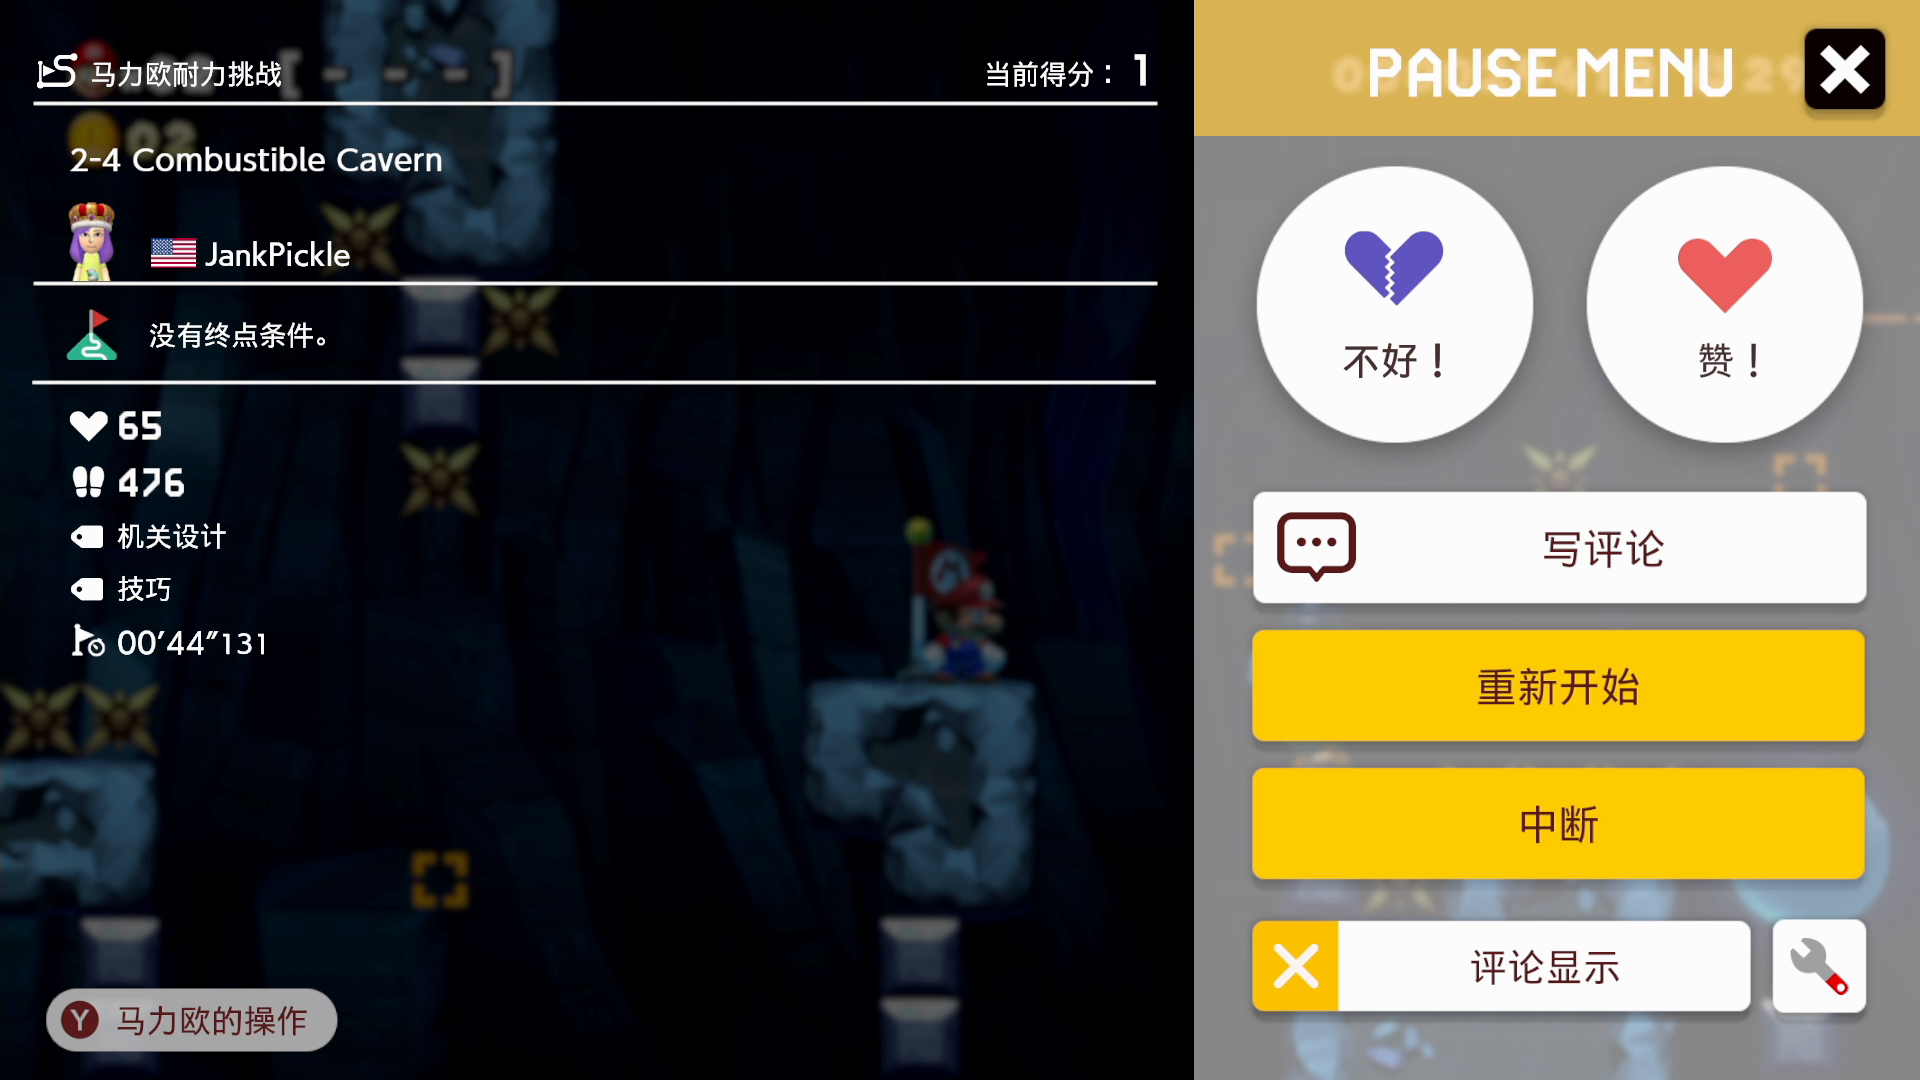 马力欧耐力挑战
当前得分： 1
2-4 Combustible Cavern
JankPickle
没有终点条件。
65
476
机关设计
技巧
00'44"131
Y 马力欧的操作
PAUSE MENU
不好！
赞！
写评论
重新开始
中断
评论显示
02